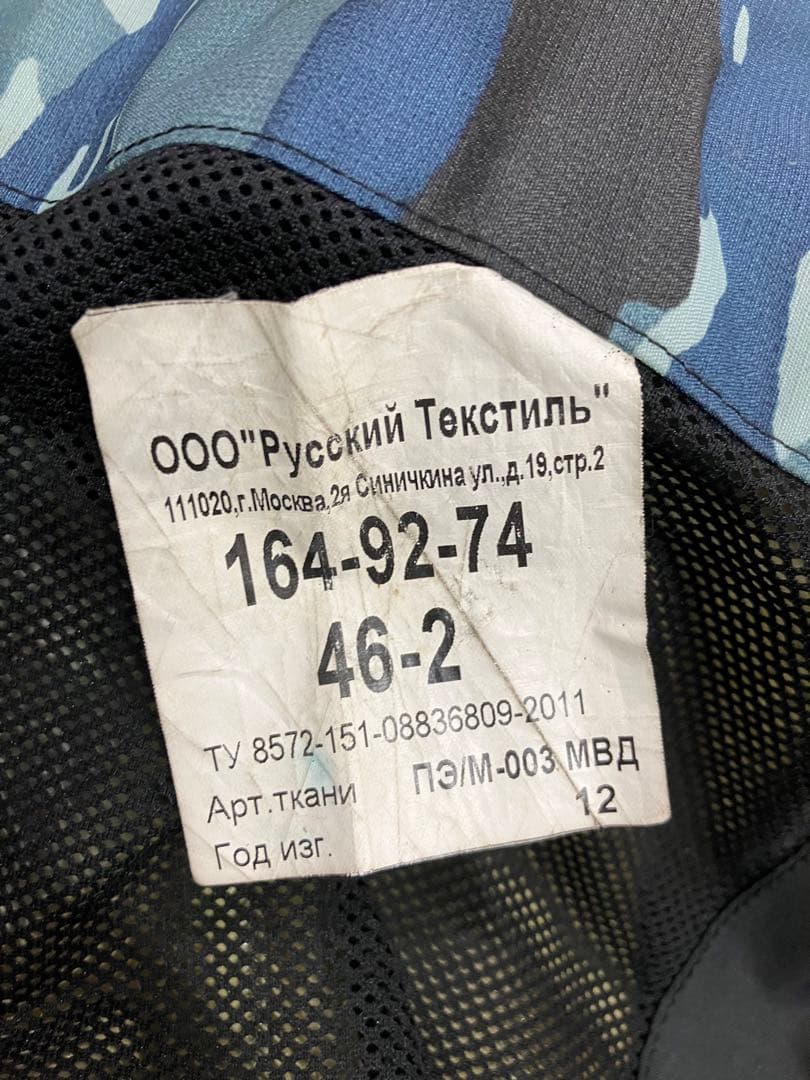 ООО"Русский Текстиль"
111020,г.Москва,2я Синичкина ул.,д.19,стр.2
164-92-74
46-2
ТУ 8572-151-08836809-2011
Арт.ткани ПЭ/М-003 МВД
Год изг. 12